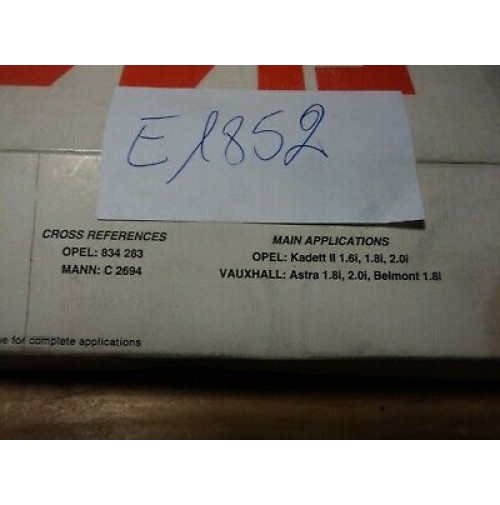 E1852
CROSS REFERENCES
OPEL: 834 283
MANN: C 2694
MAIN APPLICATIONS
OPEL: Kadett II 1.6i, 1.8i, 2.0i
VAUXHALL: Astra 1.8i, 2.0i, Belmont 1.8i
for complete applications